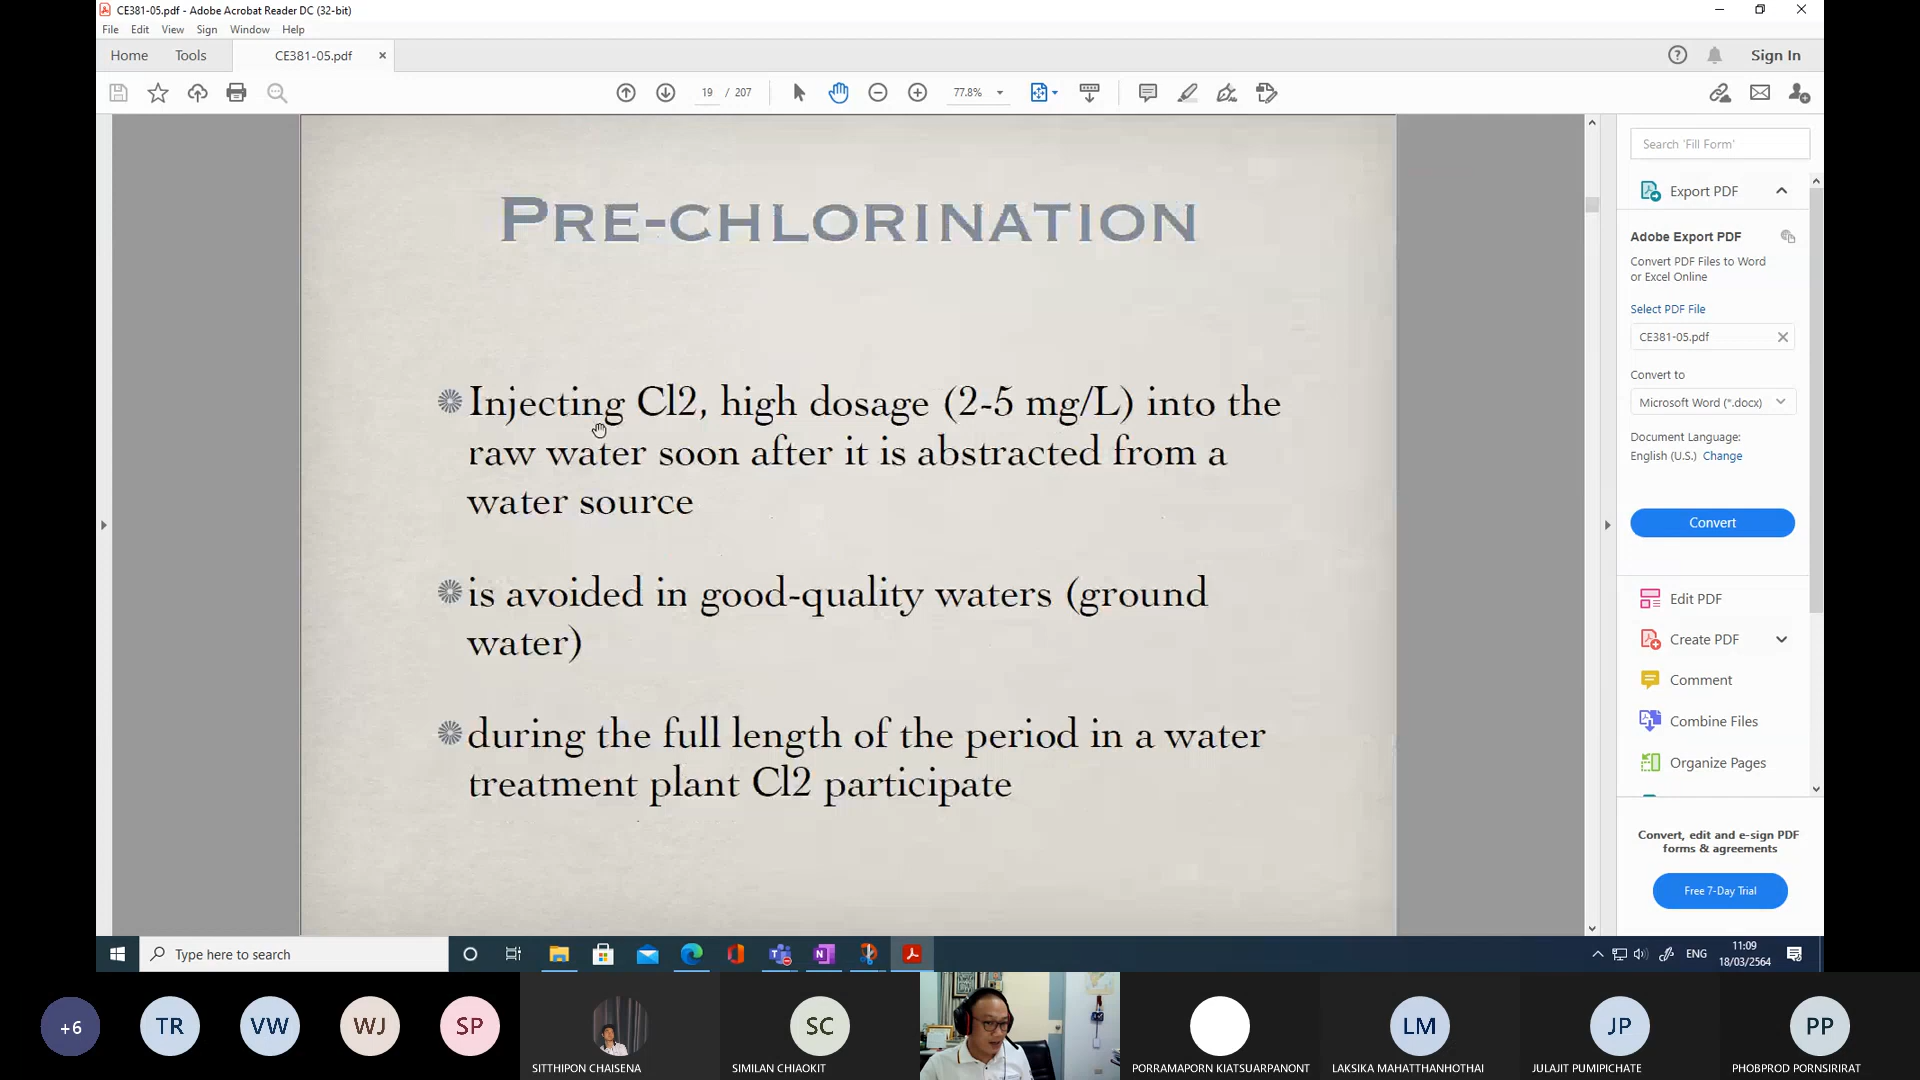 CE381-05.pdf - Adobe Acrobat Reader DC (32-bit)
File Edit View Sign Window Help
Home Tools CE381-05.pdf Sign In
19 / 207 77.8%
PRE-CHLORINATION
Injecting Cl2, high dosage (2-5 mg/L) into the
raw water soon after it is abstracted from a
water source
is avoided in good-quality waters (ground
water)
during the full length of the period in a water
treatment plant Cl2 participate
Search 'Fill Form'
Export PDF
Adobe Export PDF
Convert PDF Files to Word
or Excel Online
Select PDF File
CE381-05.pdf
Convert to
Microsoft Word (*.docx)
Document Language:
English (U.S.) Change
Convert
Edit PDF
Create PDF
Comment
Combine Files
Organize Pages
Convert, edit and e-sign PDF
forms & agreements
Free 7-Day Trial
Type here to search
ENG
11:09
18/03/2564
+6 TR VW WJ SP SC LM JP PP
SITTHIPON CHAISENA SIMILAN CHIAOKIT PORRAMAPORN KIATSUARPANONT LAKSIKA MAHATTHANHOTHAI JULAJIT PUMIPICHATE PHOBPROD PORNSIRIRAT